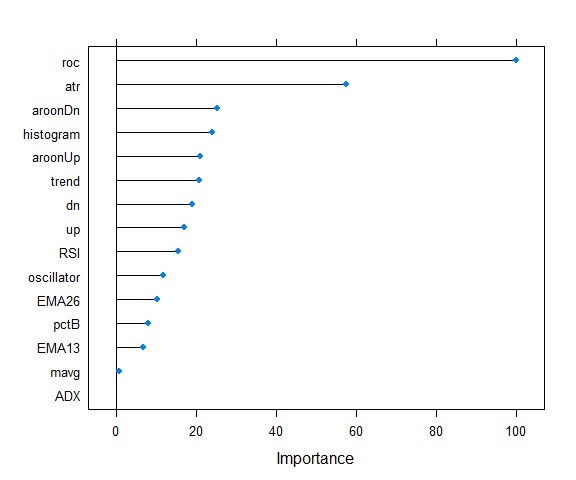 roc
atr
aroonDn
histogram
aroonUp
trend
dn
up
RSI
oscillator
EMA26
pctB
EMA13
mavg
ADX
0 20 40 60 80 100
Importance